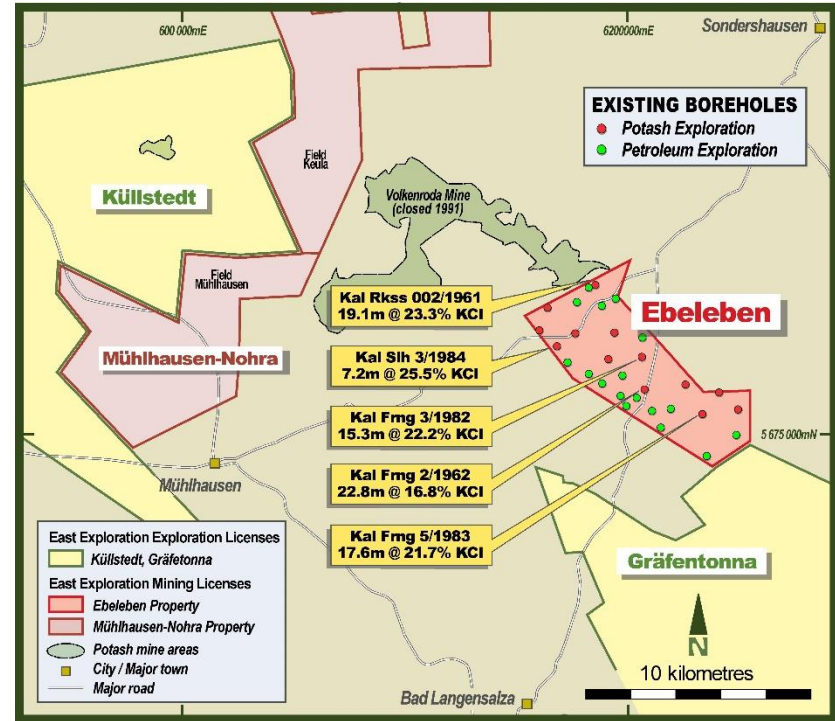 600 000mE
6200000mE
Sondershausen
EXISTING BOREHOLES
Potash Exploration
Petroleum Exploration
Field
Keula
Küllstedt
Volkenroda Mine
(closed 1991)
Field
Mühlhausen
Kal Rkss 002/1961
19.1m @ 23.3% KCl
Ebeleben
Mühlhausen-Nohra
Kal Slh 3/1984
7.2m @ 25.5% KCl
Kal Frng 3/1982
15.3m @ 22.2% KCl
5 675 000mN
Mühlhausen
Kal Frng 2/1962
22.8m @ 16.8% KCl
Kal Frng 5/1983
17.6m @ 21.7% KCl
East Exploration Exploration Licenses
Küllstedt, Gräfetonna
East Exploration Mining Licenses
Ebeleben Property
Mühlhausen-Nohra Property
Potash mine areas
City / Major town
Major road
Gräfentonna
N
10 kilometres
Bad Langensalza